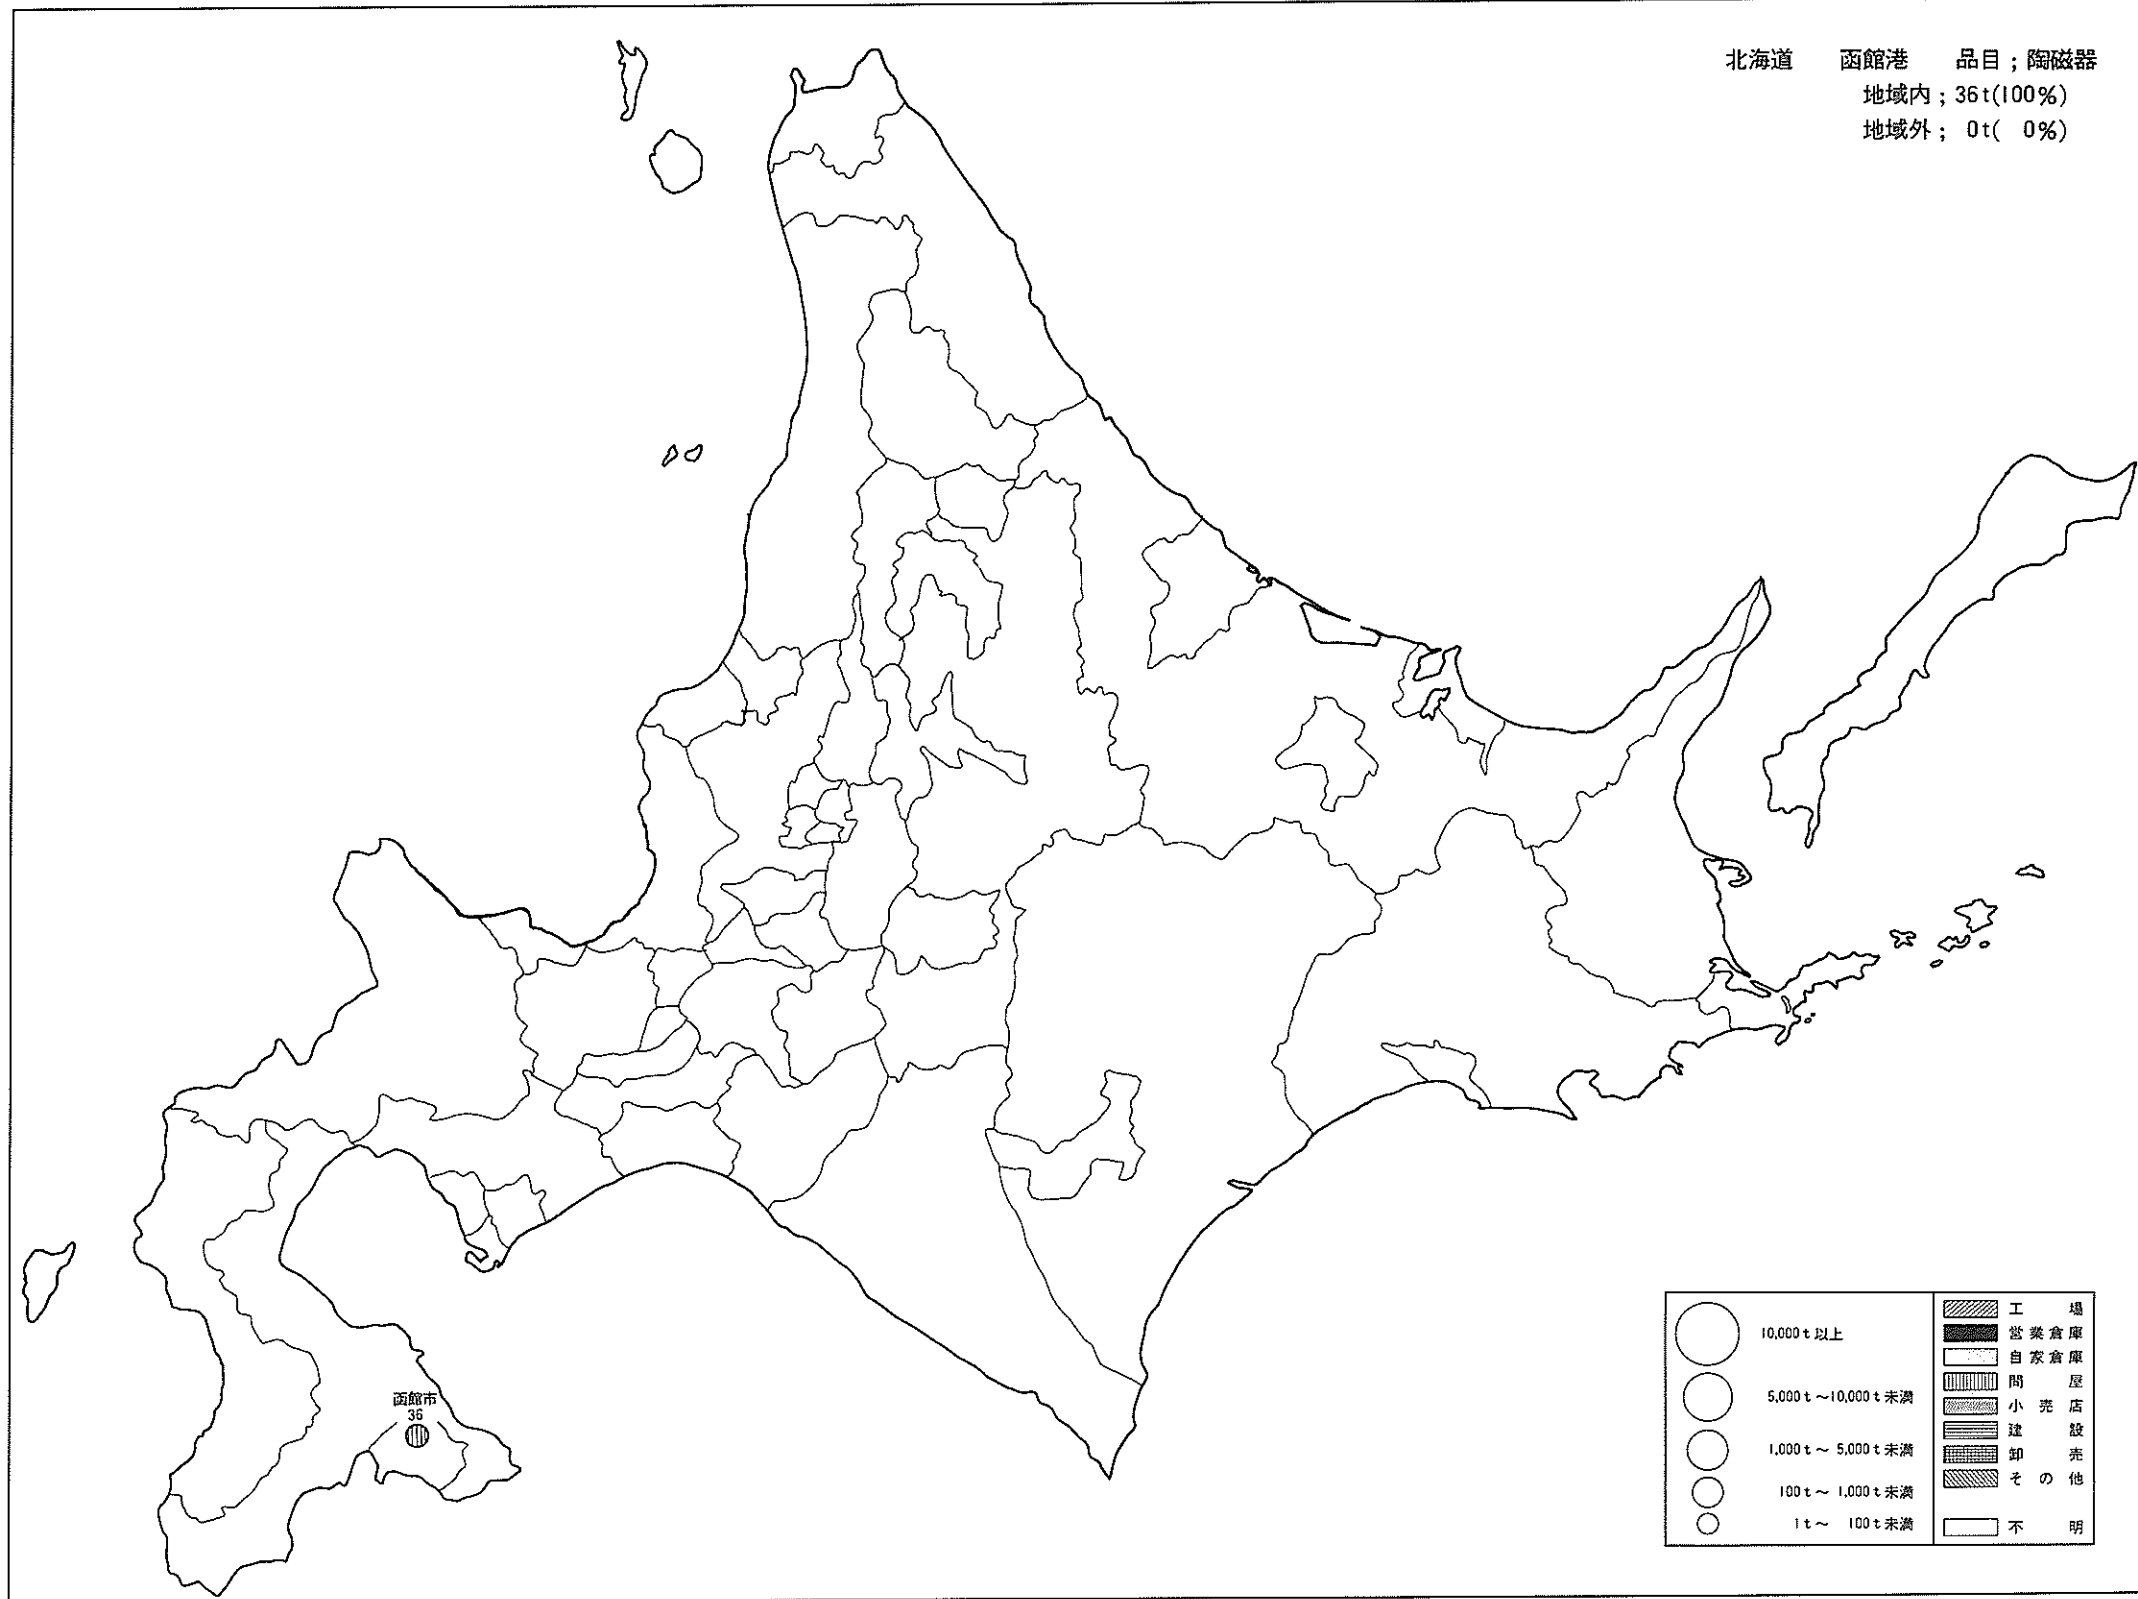 北海道 函館港 品目;陶磁器
地域内;36t(100%)
地域外; 0t( 0%)
函館市
36
10,000t以上
5,000t〜10,000t未満
1,000t〜 5,000t未満
100t〜 1,000t未満
1t〜 100t未満
工場
営業倉庫
自家倉庫
問屋
小売店
建設
卸売
その他
不明